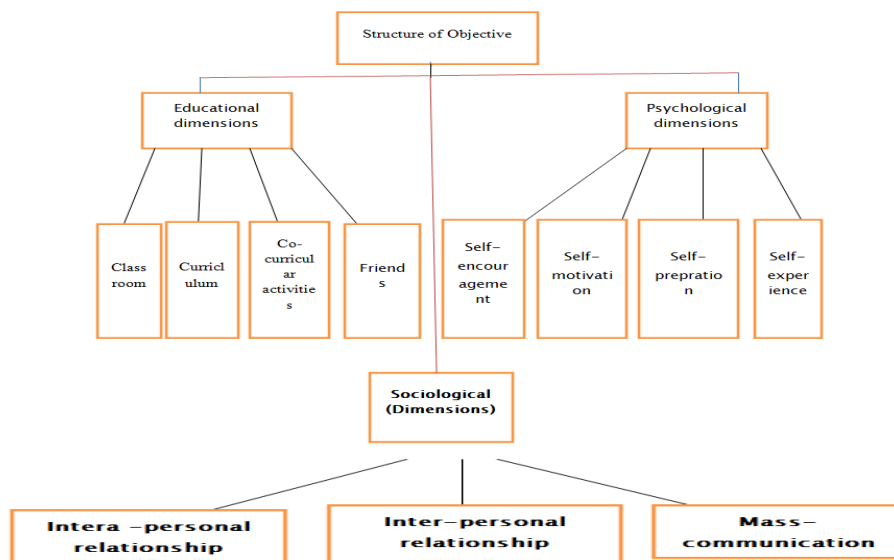 Structure of Objective
Educational
dimensions
Psychological
dimensions
Class
room
Curricl
ulum
Co-
curricul
ar
activitie
s
Friend
s
Self-
encour
ageme
nt
Self-
motivati
on
Self-
prepratio
n
Self-
exper
ience
Sociological
(Dimensions)
Intera -personal
relationship
Inter-personal
relationship
Mass-
communication